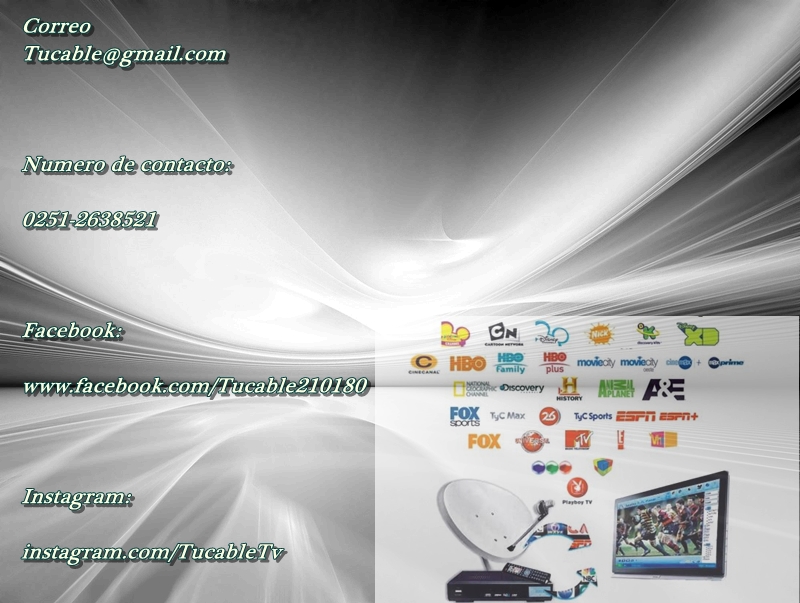 Correo
Tucable@gmail.com
Numero de contacto:
0251-2638521
Facebook:
www.facebook.com/Tucable210180
Instagram:
instagram.com/TucableTv
CN
CARTOON NETWORK
Disney
Nick
XD
C
CINECANAL
HBO
HBO
Family
HBO
plus
moviecity
moviecity
prime
NATIONAL
GEOGRAPHIC
CHANNEL
Discovery
H
HISTORY
ANIMAL
PLANET
A&E
FOX
sports
TyC Max
26
TyC Sports
ESPN
ESPN+
FOX
MTV
E!
Playboy TV